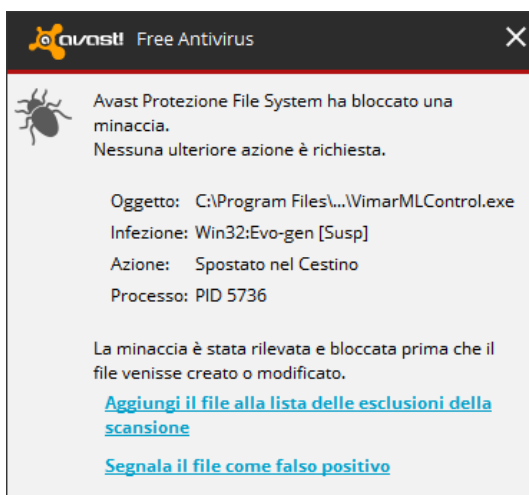 avast! Free Antivirus
Avast Protezione File System ha bloccato una
minaccia.
Nessuna ulteriore azione è richiesta.
Oggetto: C:\Program Files\...\VimarMLControl.exe
Infezione: Win32:Evo-gen [Susp]
Azione: Spostato nel Cestino
Processo: PID 5736
La minaccia è stata rilevata e bloccata prima che il
file venisse creato o modificato.
Aggiungi il file alla lista delle esclusioni della
scansione
Segnala il file come falso positivo